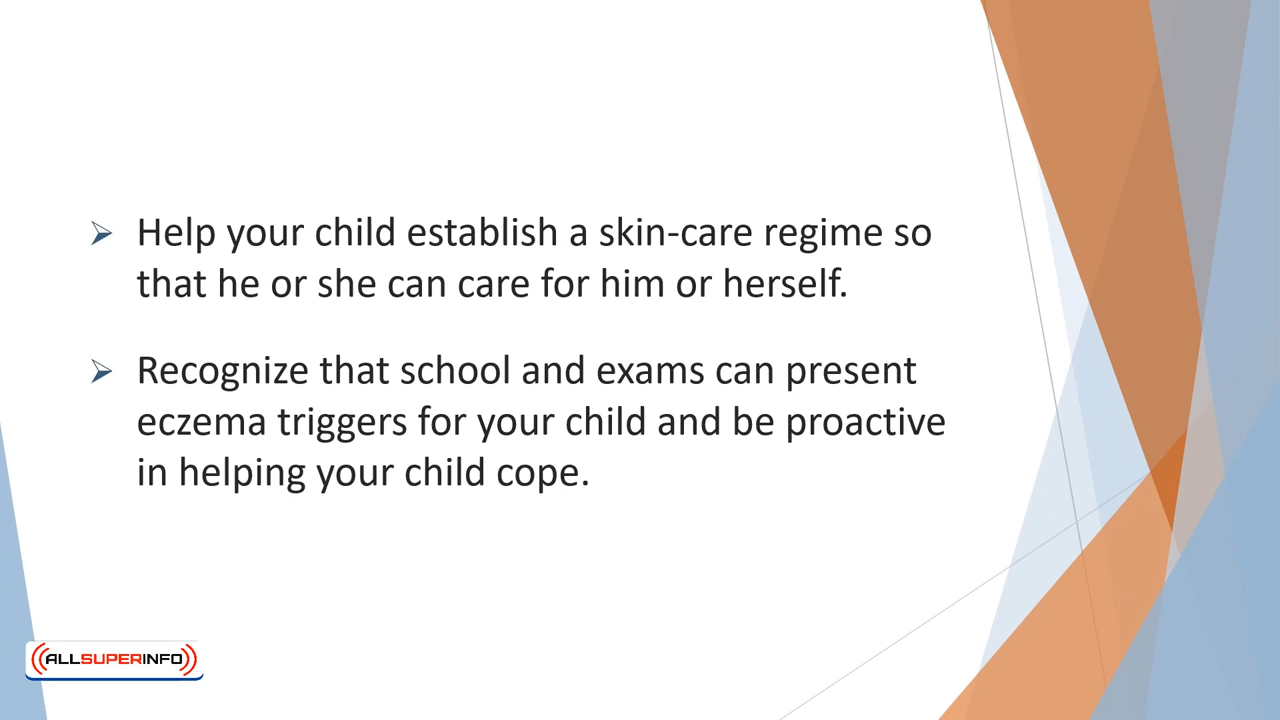 Help your child establish a skin-care regime so
that he or she can care for him or herself.
Recognize that school and exams can present
eczema triggers for your child and be proactive
in helping your child cope.
ALLSUPERINFO